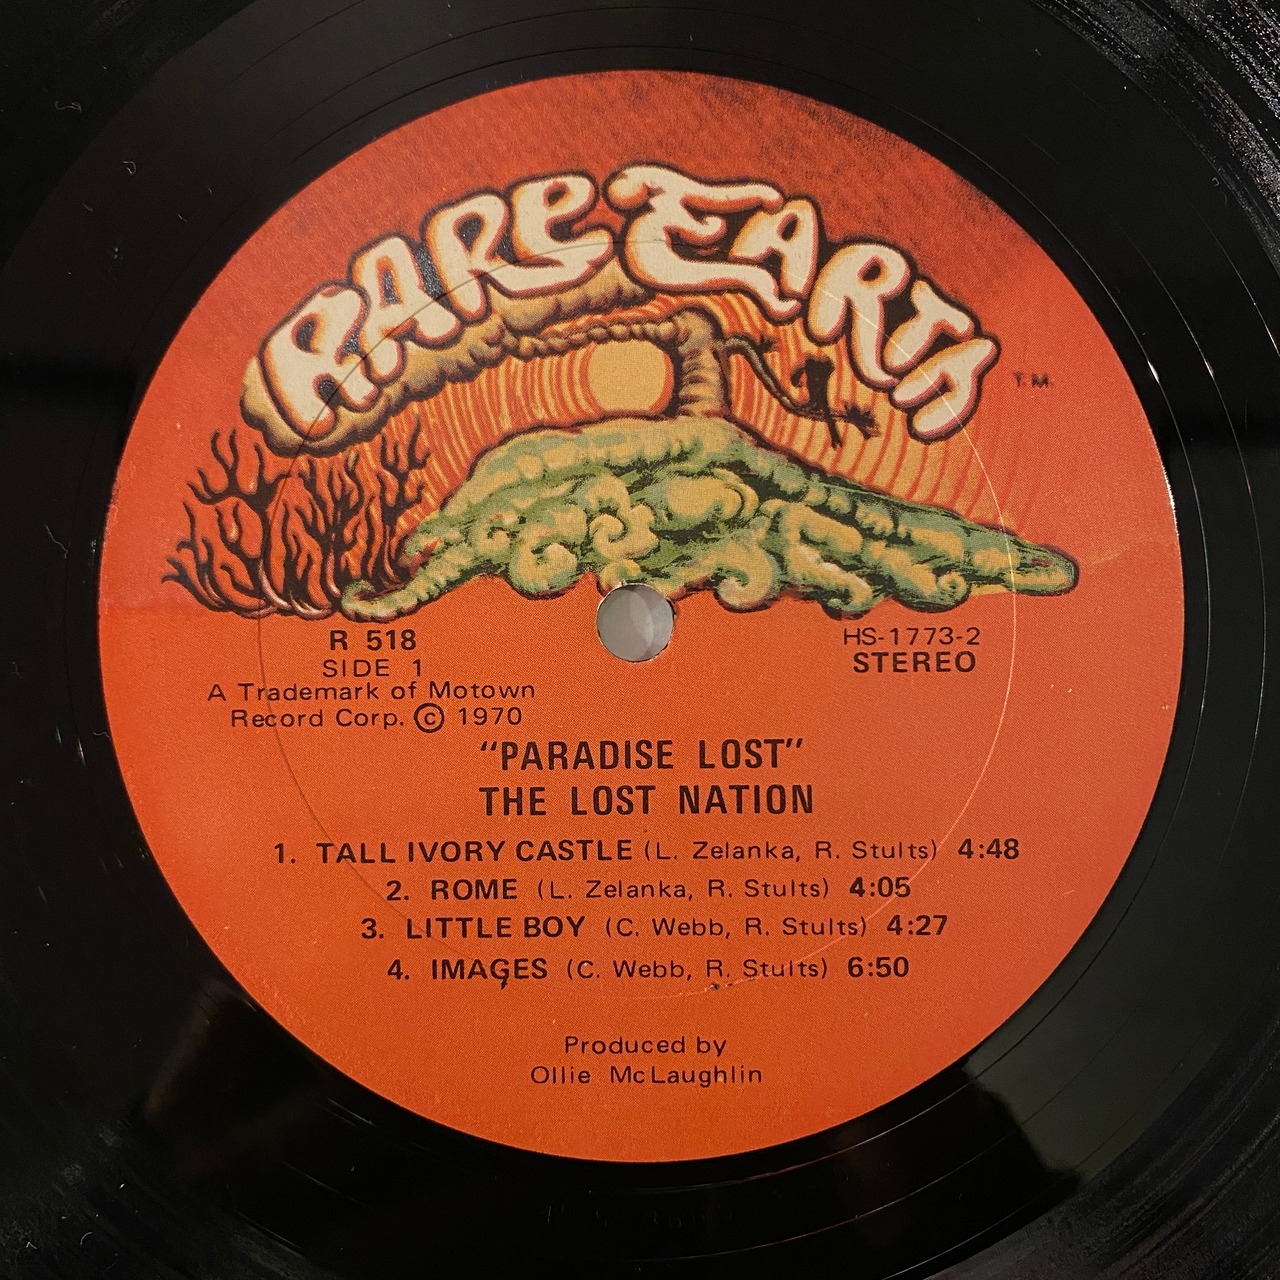 RARE EARTH
T.M.
R 518
SIDE 1
A Trademark of Motown
Record Corp. © 1970
HS-1773-2
STEREO
"PARADISE LOST"
THE LOST NATION
1. TALL IVORY CASTLE (L. Zelanka, R. Stults) 4:48
2. ROME (L. Zelanka, R. Stults) 4:05
3. LITTLE BOY (C. Webb, R. Stults) 4:27
4. IMAGES (C. Webb, R. Stults) 6:50
Produced by
Ollie McLaughlin